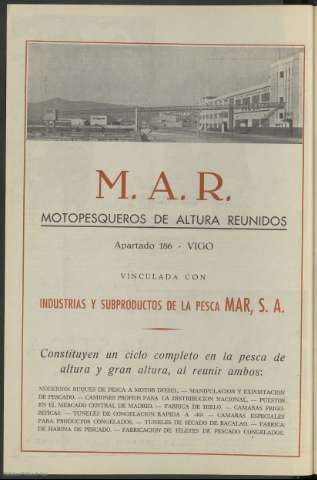 M. A. R.
MOTOPESQUEROS DE ALTURA REUNIDOS
Apartado 186 - VIGO
VINCULADA CON
INDUSTRIAS Y SUBPRODUCTOS DE LA PESCA MAR, S. A.
Constituyen un ciclo completo en la pesca de
altura y gran altura, al reunir ambos:
MODERNOS BUQUES DE PESCA A MOTOR DIESEL. — MANIPULACION Y EXPORTACION
DE PESCADO. — CAMIONES PROPIOS PARA LA DISTRIBUCION NACIONAL. — PUESTOS
EN EL MERCADO CENTRAL DE MADRID. — FABRICA DE HIELO. — CAMARAS FRIGO-
RIFICAS. — TUNELES DE CONGELACION RAPIDA A -40. — CAMARAS ESPECIALES
PARA PRODUCTOS CONGELADOS. — TUNELES DE SECADO DE BACALAO. — FABRICA
DE HARINA DE PESCADO. — FABRICACION DE FILETES DE PESCADO CONGELADOS.